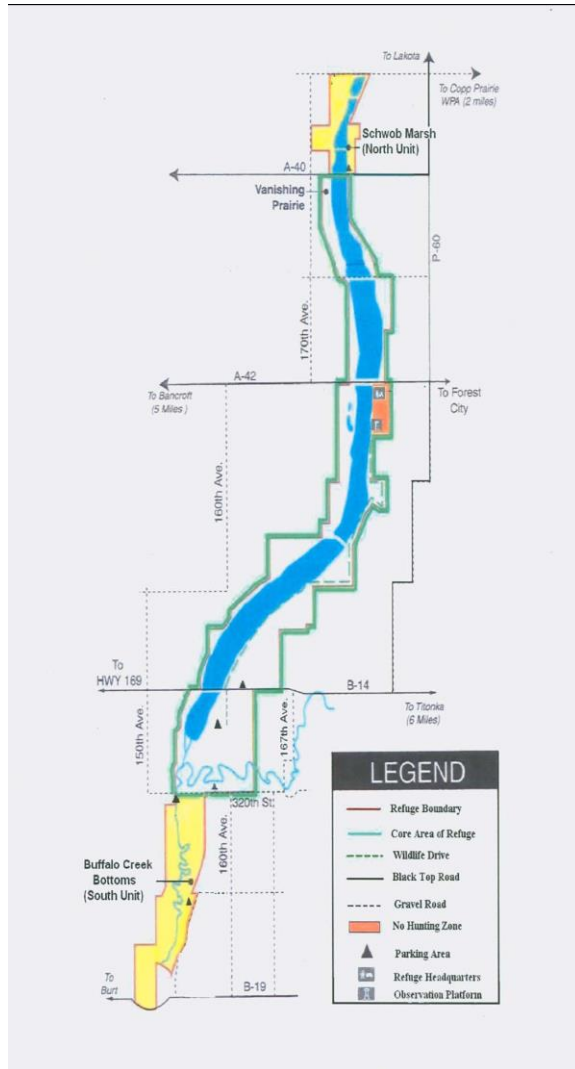 To Lakota
To Copp Prairie
WPA (2 miles)
Schwob Marsh
(North Unit)
A-40
Vanishing
Prairie
P-60
170th Ave.
A-42
To Bancroft
(5 Miles)
To Forest
City
160th Ave.
To
HWY 169
B-14
To Titonka
(6 Miles)
150th Ave.
167th Ave.
320th St.
160th Ave.
Buffalo Creek
Bottoms
(South Unit)
To
Burt
B-19
LEGEND
Refuge Boundary
Core Area of Refuge
Wildlife Drive
Black Top Road
Gravel Road
No Hunting Zone
Parking Area
Refuge Headquarters
Observation Platform